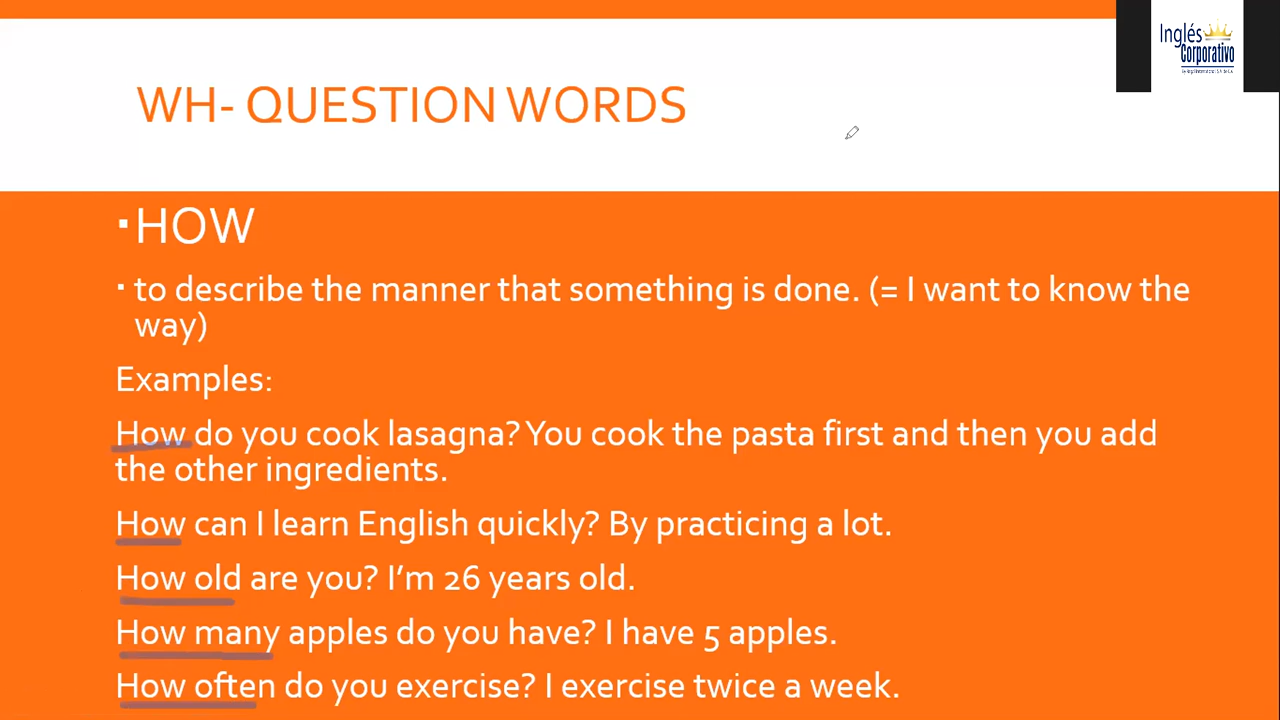 Inglés
Corporativo
WH- QUESTION WORDS
▪HOW
▪ to describe the manner that something is done. (= I want to know the
way)
Examples:
How do you cook lasagna? You cook the pasta first and then you add
the other ingredients.
How can I learn English quickly? By practicing a lot.
How old are you? I’m 26 years old.
How many apples do you have? I have 5 apples.
How often do you exercise? I exercise twice a week.